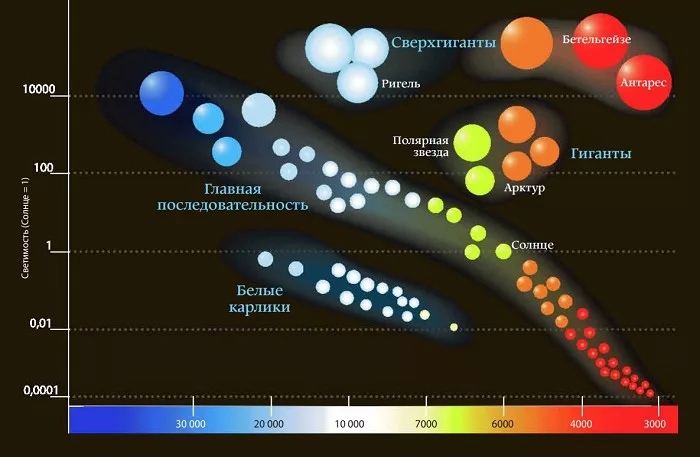 Сверхгиганты
Бетельгейзе
Антарес
Ригель
10000
Полярная
звезда
Гиганты
100
Арктур
Главная
последовательность
Светимость (Солнце = 1)
Солнце
1
Белые
карлики
0,01
0,0001
30 000 20 000 10 000 7000 6000 5000 4000 3000